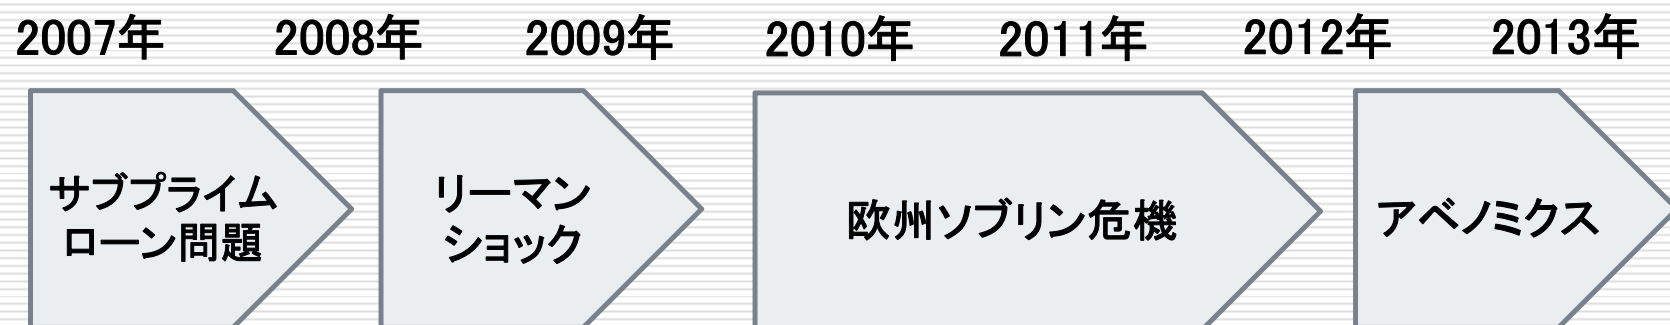 2007年 2008年 2009年 2010年 2011年 2012年 2013年
サブプライム
ローン問題
リーマン
ショック
欧州ソブリン危機
アベノミクス